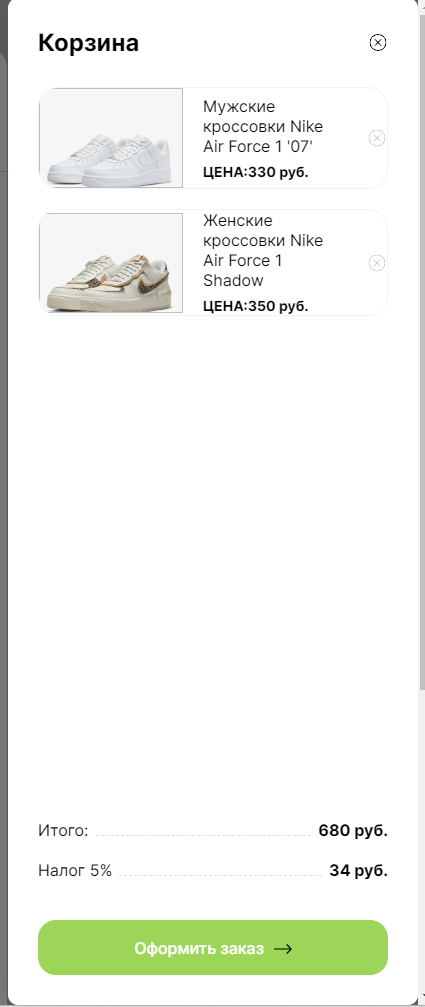 Корзина
Мужские
кроссовки Nike
Air Force 1 '07'
ЦЕНА:330 руб.
Женские
кроссовки Nike
Air Force 1
Shadow
ЦЕНА:350 руб.
Итого: 680 руб.
Налог 5% 34 руб.
Оформить заказ